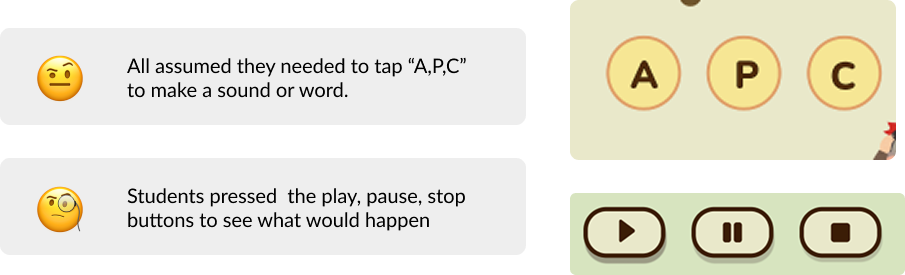 All assumed they needed to tap “A,P,C”
to make a sound or word.
A P C
Students pressed  the play, pause, stop
buttons to see what would happen